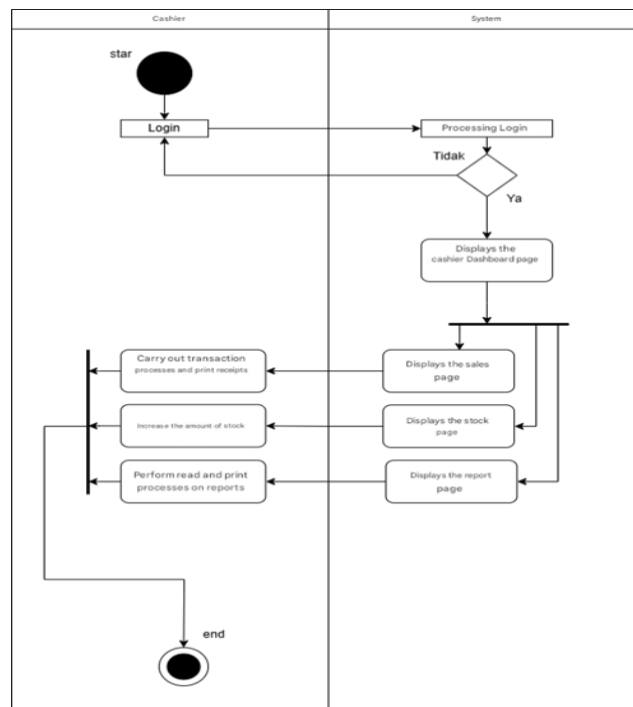 Cashier
System
star
Login
Processing Login
Tidak
Ya
Displays the
cashier Dashboard page
Carry out transaction
processes and print receipts
Displays the sales
page
Increase the amount of stock
Displays the stock
page
Perform read and print
processes on reports
Displays the report
page
end